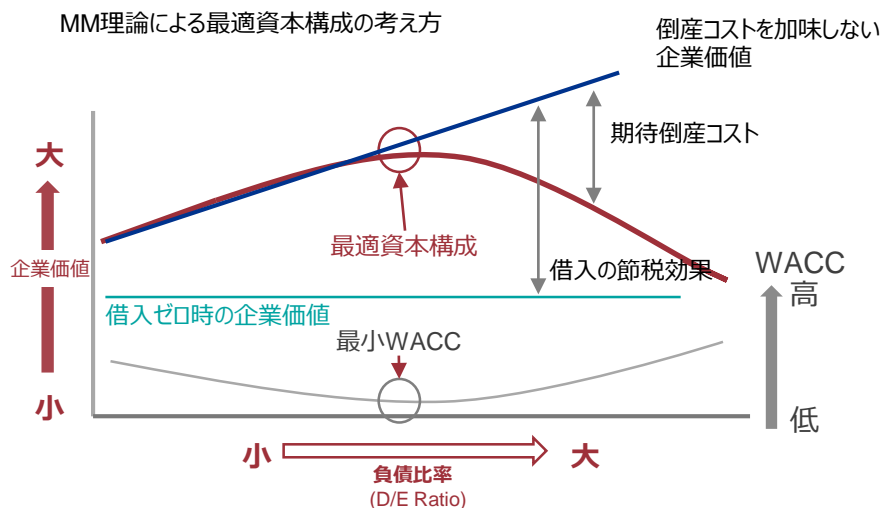 MM理論による最適資本構成の考え方
倒産コストを加味しない
企業価値
期待倒産コスト
大
最適資本構成
企業価値
借入の節税効果
WACC
高
借入ゼロ時の企業価値
最小WACC
小
低
小
大
負債比率
(D/E Ratio)